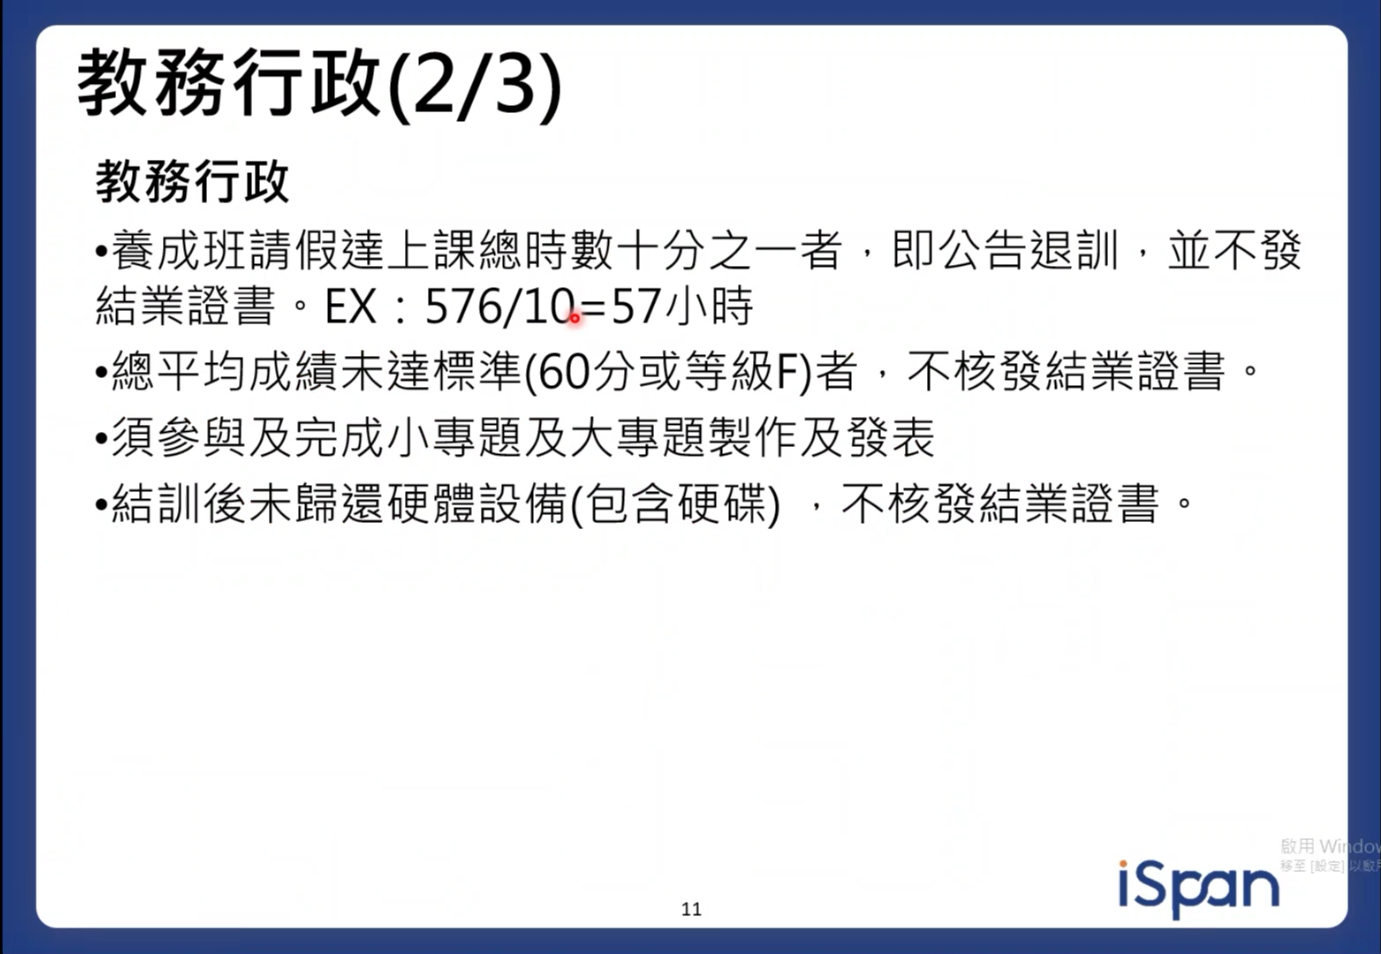 教務行政(2/3)
教務行政
•養成班請假達上課總時數十分之一者，即公告退訓，並不發
結業證書。EX：576/10=57小時
•總平均成績未達標準(60分或等級F)者，不核發結業證書。
•須參與及完成小專題及大專題製作及發表
•結訓後未歸還硬體設備(包含硬碟) ，不核發結業證書。
啟用 Window
移至 [設定] 以啟用
iSpan
11